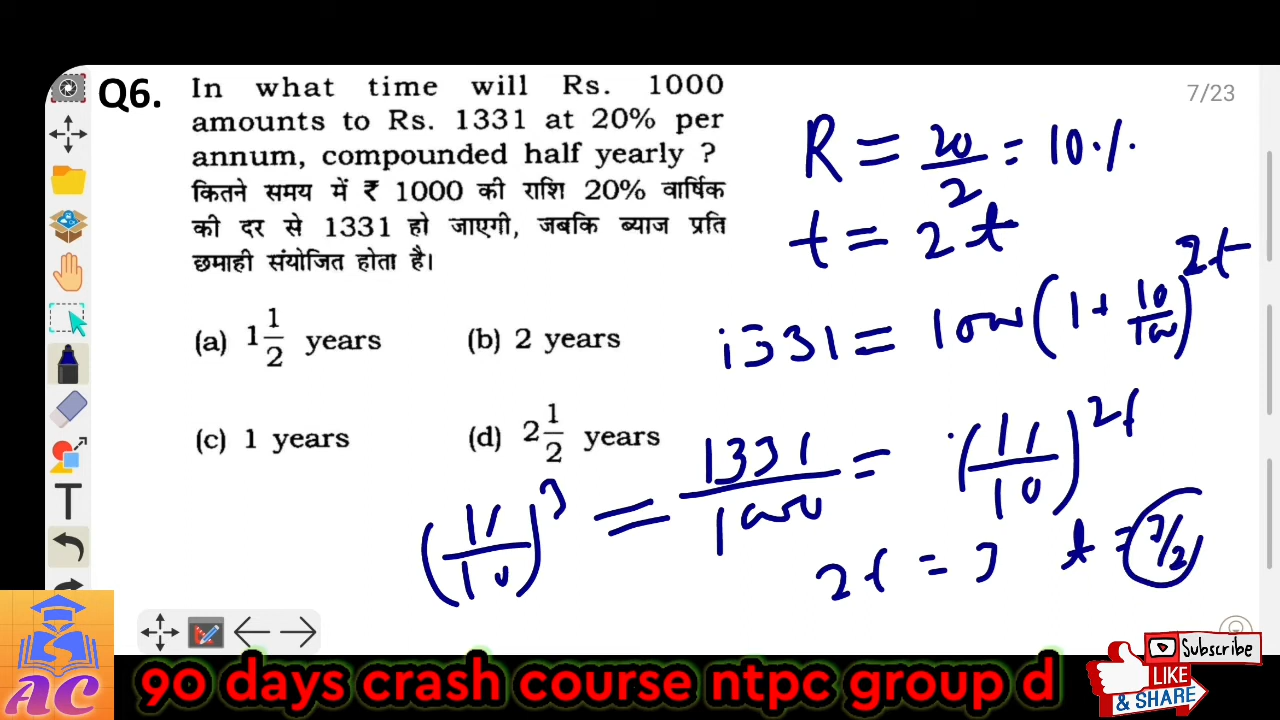 7/23
Q6. In what time will Rs. 1000
amounts to Rs. 1331 at 20% per
annum, compounded half yearly ?
कितने समय में ₹ 1000 की राशि 20% वार्षिक
की दर से 1331 हो जाएगी, जबकि ब्याज प्रति
छमाही संयोजित होता है।
(a) 1 1/2 years (b) 2 years
(c) 1 years (d) 2 1/2 years
R = 20/2 = 10%
t = 2t
1331 = 1000 (1 + 10/100)^2t
(11/10)^3 = 1331/1000 = (11/10)^2t
2t = 3 t = 3/2
T
AC
90 days crash course ntpc group d
Subscribe
LIKE
& SHARE